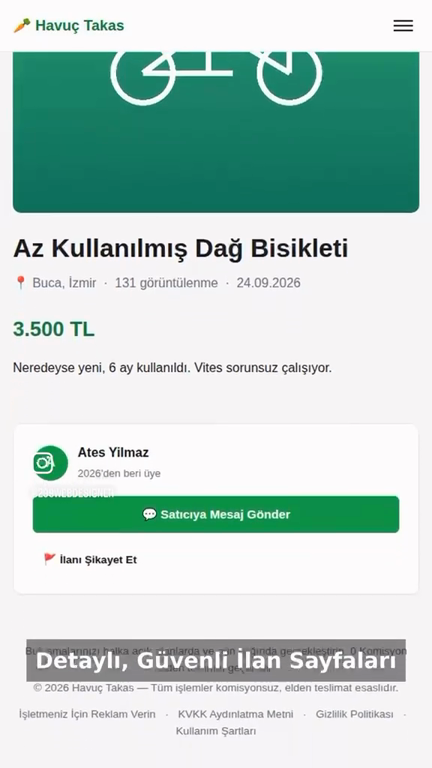 🥕 Havuç Takas
Az Kullanılmış Dağ Bisikleti
📍 Buca, İzmir · 131 görüntülenme · 24.09.2026
3.500 TL
Neredeyse yeni, 6 ay kullanıldı. Vites sorunsuz çalışıyor.
Ates Yilmaz
2026'den beri üye
💬 Satıcıya Mesaj Gönder
🚩 İlanı Şikayet Et
Detaylı, Güvenli İlan Sayfaları
© 2026 Havuç Takas — Tüm işlemler komisyonsuz, elden teslimat esaslıdır.
İşletmeniz İçin Reklam Verin · KVKK Aydınlatma Metni · Gizlilik Politikası ·
Kullanım Şartları